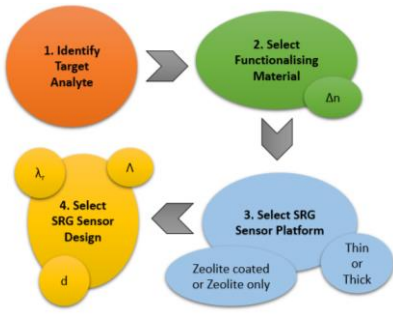 1. Identify
Target
Analyte
2. Select
Functionalising
Material
Δn
3. Select SRG
Sensor Platform
Zeolite coated
or Zeolite only
Thin
or
Thick
4. Select
SRG Sensor
Design
λᵣ
Λ
d